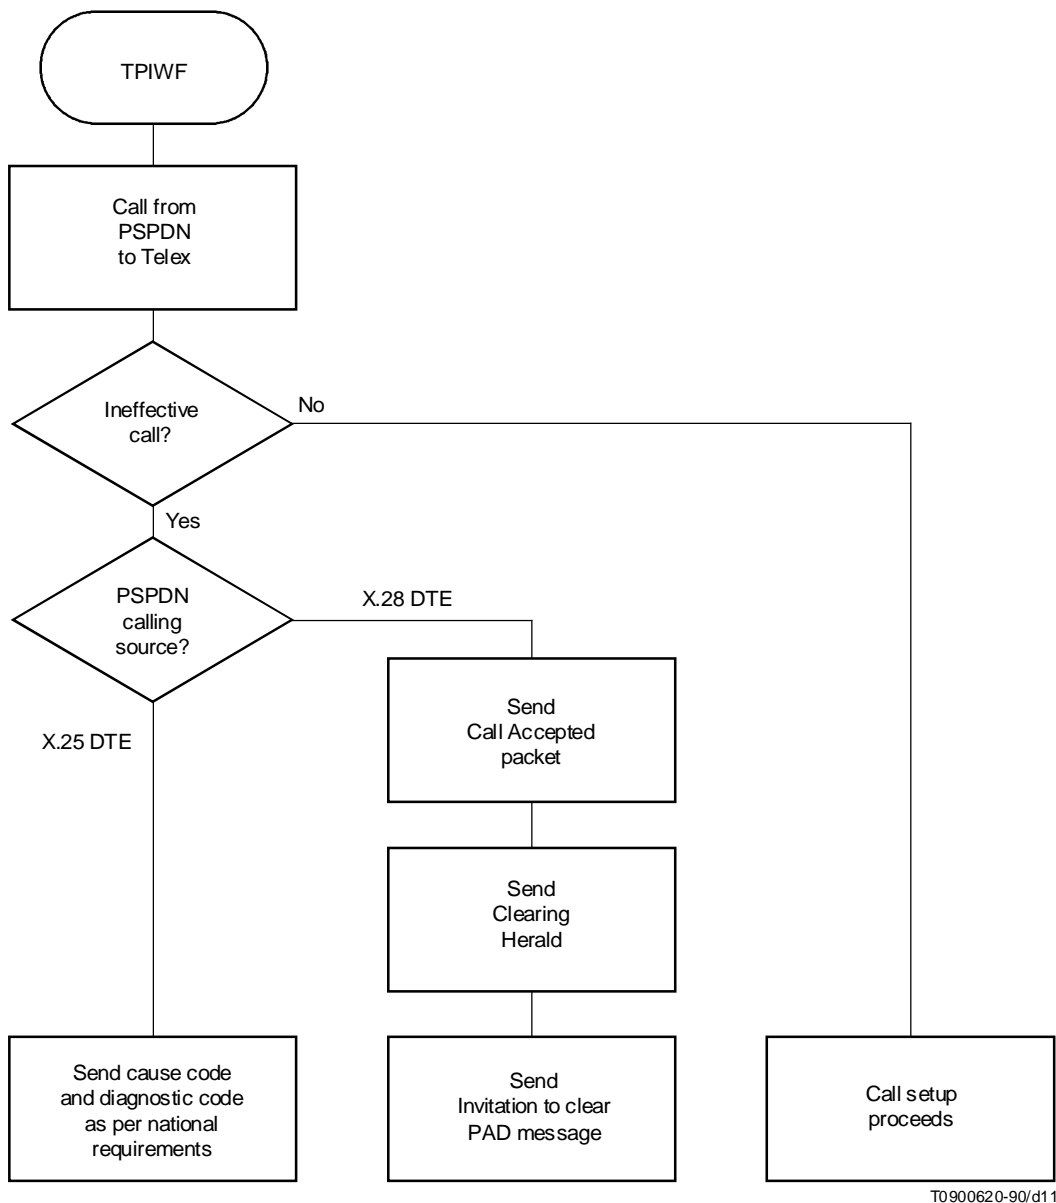 TPIWF
Call from
PSPDN
to Telex
Ineffective
call?
No
Yes
PSPDN
calling
source?
X.28 DTE
X.25 DTE
Send
Call Accepted
packet
Send
Clearing
Herald
Send cause code
and diagnostic code
as per national
requirements
Send
Invitation to clear
PAD message
Call setup
proceeds
T0900620-90/d11